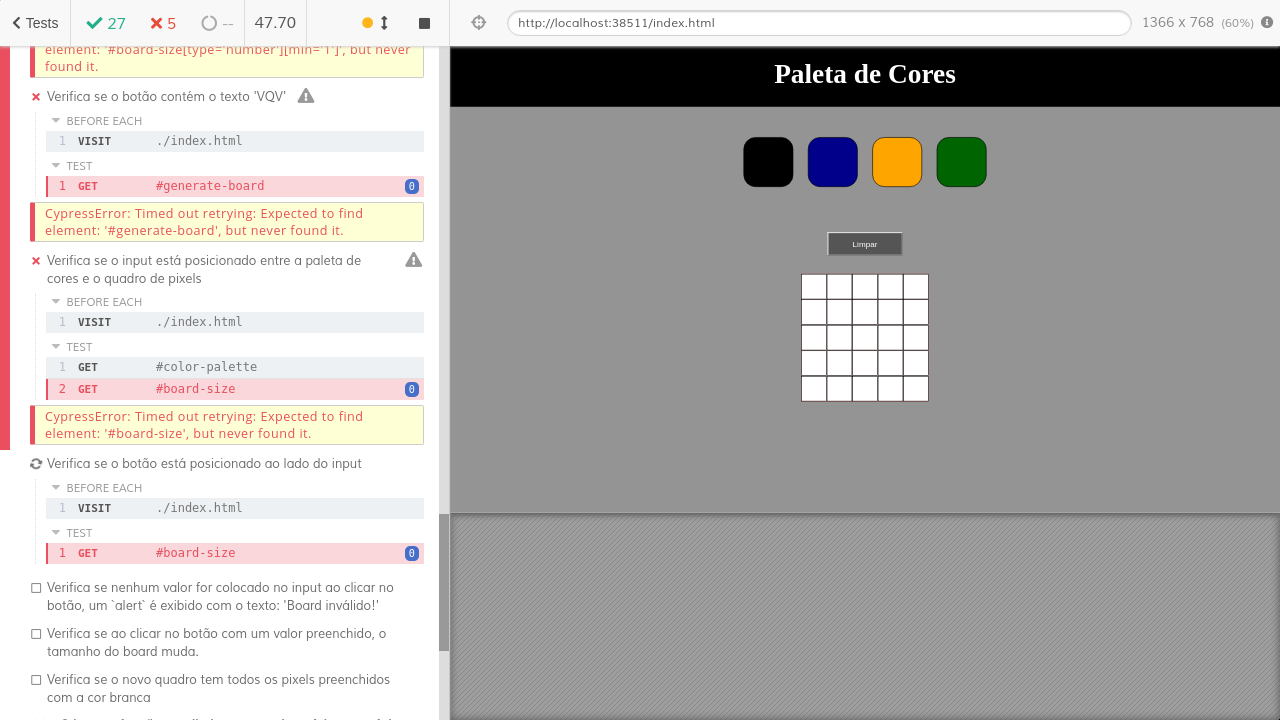 Tests
27
5
--
47.70
http://localhost:38511/index.html
1366 x 768 (60%)
element: '#board-size[type='number'][min='1']', but never
found it.
Verifica se o botão contém o texto 'VQV'
BEFORE EACH
1 VISIT ./index.html
TEST
1 GET #generate-board 0
CypressError: Timed out retrying: Expected to find
element: '#generate-board', but never found it.
Verifica se o input está posicionado entre a paleta de
cores e o quadro de pixels
BEFORE EACH
1 VISIT ./index.html
TEST
1 GET #color-palette
2 GET #board-size 0
CypressError: Timed out retrying: Expected to find
element: '#board-size', but never found it.
Verifica se o botão está posicionado ao lado do input
BEFORE EACH
1 VISIT ./index.html
TEST
1 GET #board-size 0
Verifica se nenhum valor for colocado no input ao clicar no
botão, um `alert` é exibido com o texto: 'Board inválido!'
Verifica se ao clicar no botão com um valor preenchido, o
tamanho do board muda.
Verifica se o novo quadro tem todos os pixels preenchidos
com a cor branca
Paleta de Cores
Limpar